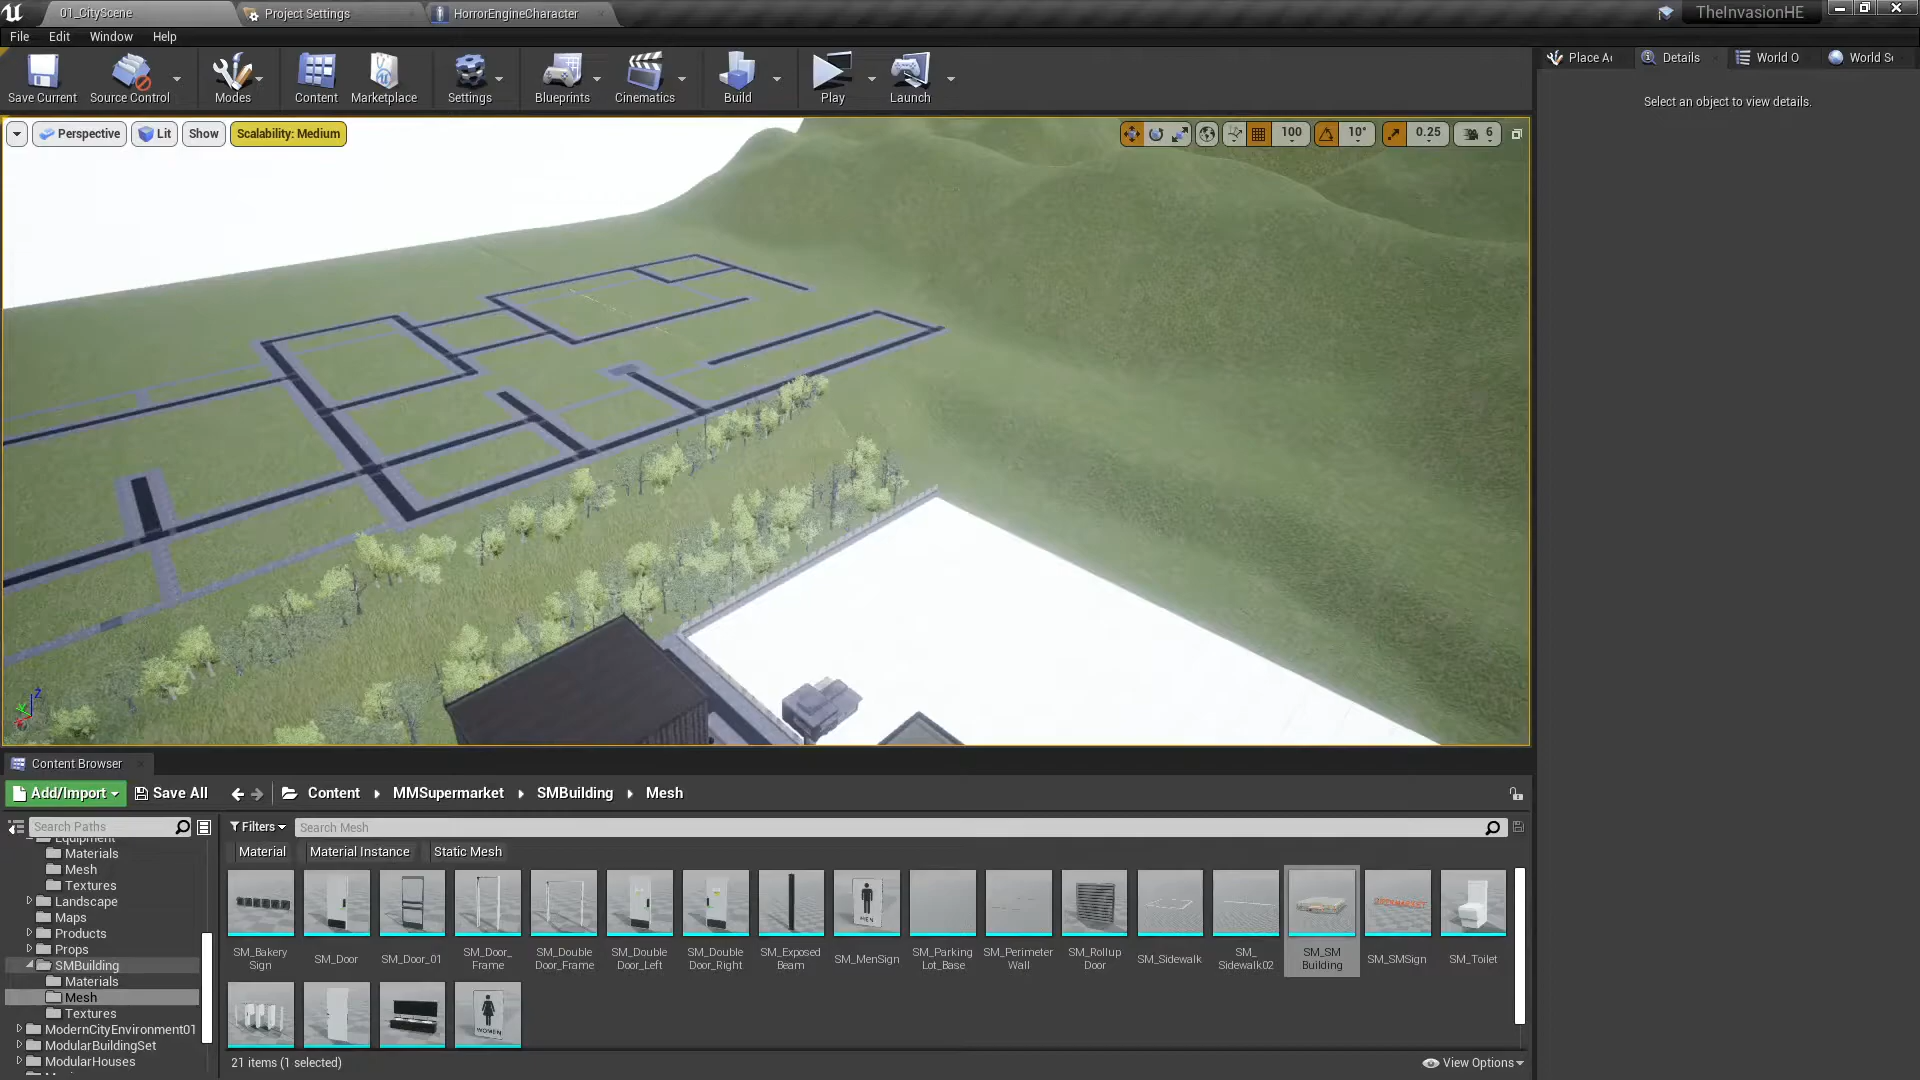 01_CityScene
Project Settings
HorrorEngineCharacter
TheInvasionHE
File Edit Window Help
Save Current
Source Control
Modes
Content
Marketplace
Settings
Blueprints
Cinematics
Build
Play
Launch
Place Ac
Details
World O
World Se
Select an object to view details.
Perspective
Lit
Show
Scalability: Medium
100
10°
0.25
6
Z
Content Browser
Add/Import
Save All
Content
MMSupermarket
SMBuilding
Mesh
Search Paths
Filters
Search Mesh
Material
Material Instance
Static Mesh
Equipment
Materials
Mesh
Textures
Landscape
Maps
Products
Props
SMBuilding
Materials
Mesh
Textures
ModernCityEnvironment01
ModularBuildingSet
ModularHouses
SM_Bakery
Sign
SM_Door
SM_Door_01
SM_Door_
Frame
SM_Double
Door_Frame
SM_Double
Door_Left
SM_Double
Door_Right
SM_Exposed
Beam
MEN
SM_MenSign
SM_Parking
Lot_Base
SM_Perimeter
Wall
SM_Rollup
Door
SM_Sidewalk
SM_
Sidewalk02
SM_SM
Building
SUPERMARKET
SM_SMSign
SM_Toilet
WOMEN
21 items (1 selected)
View Options